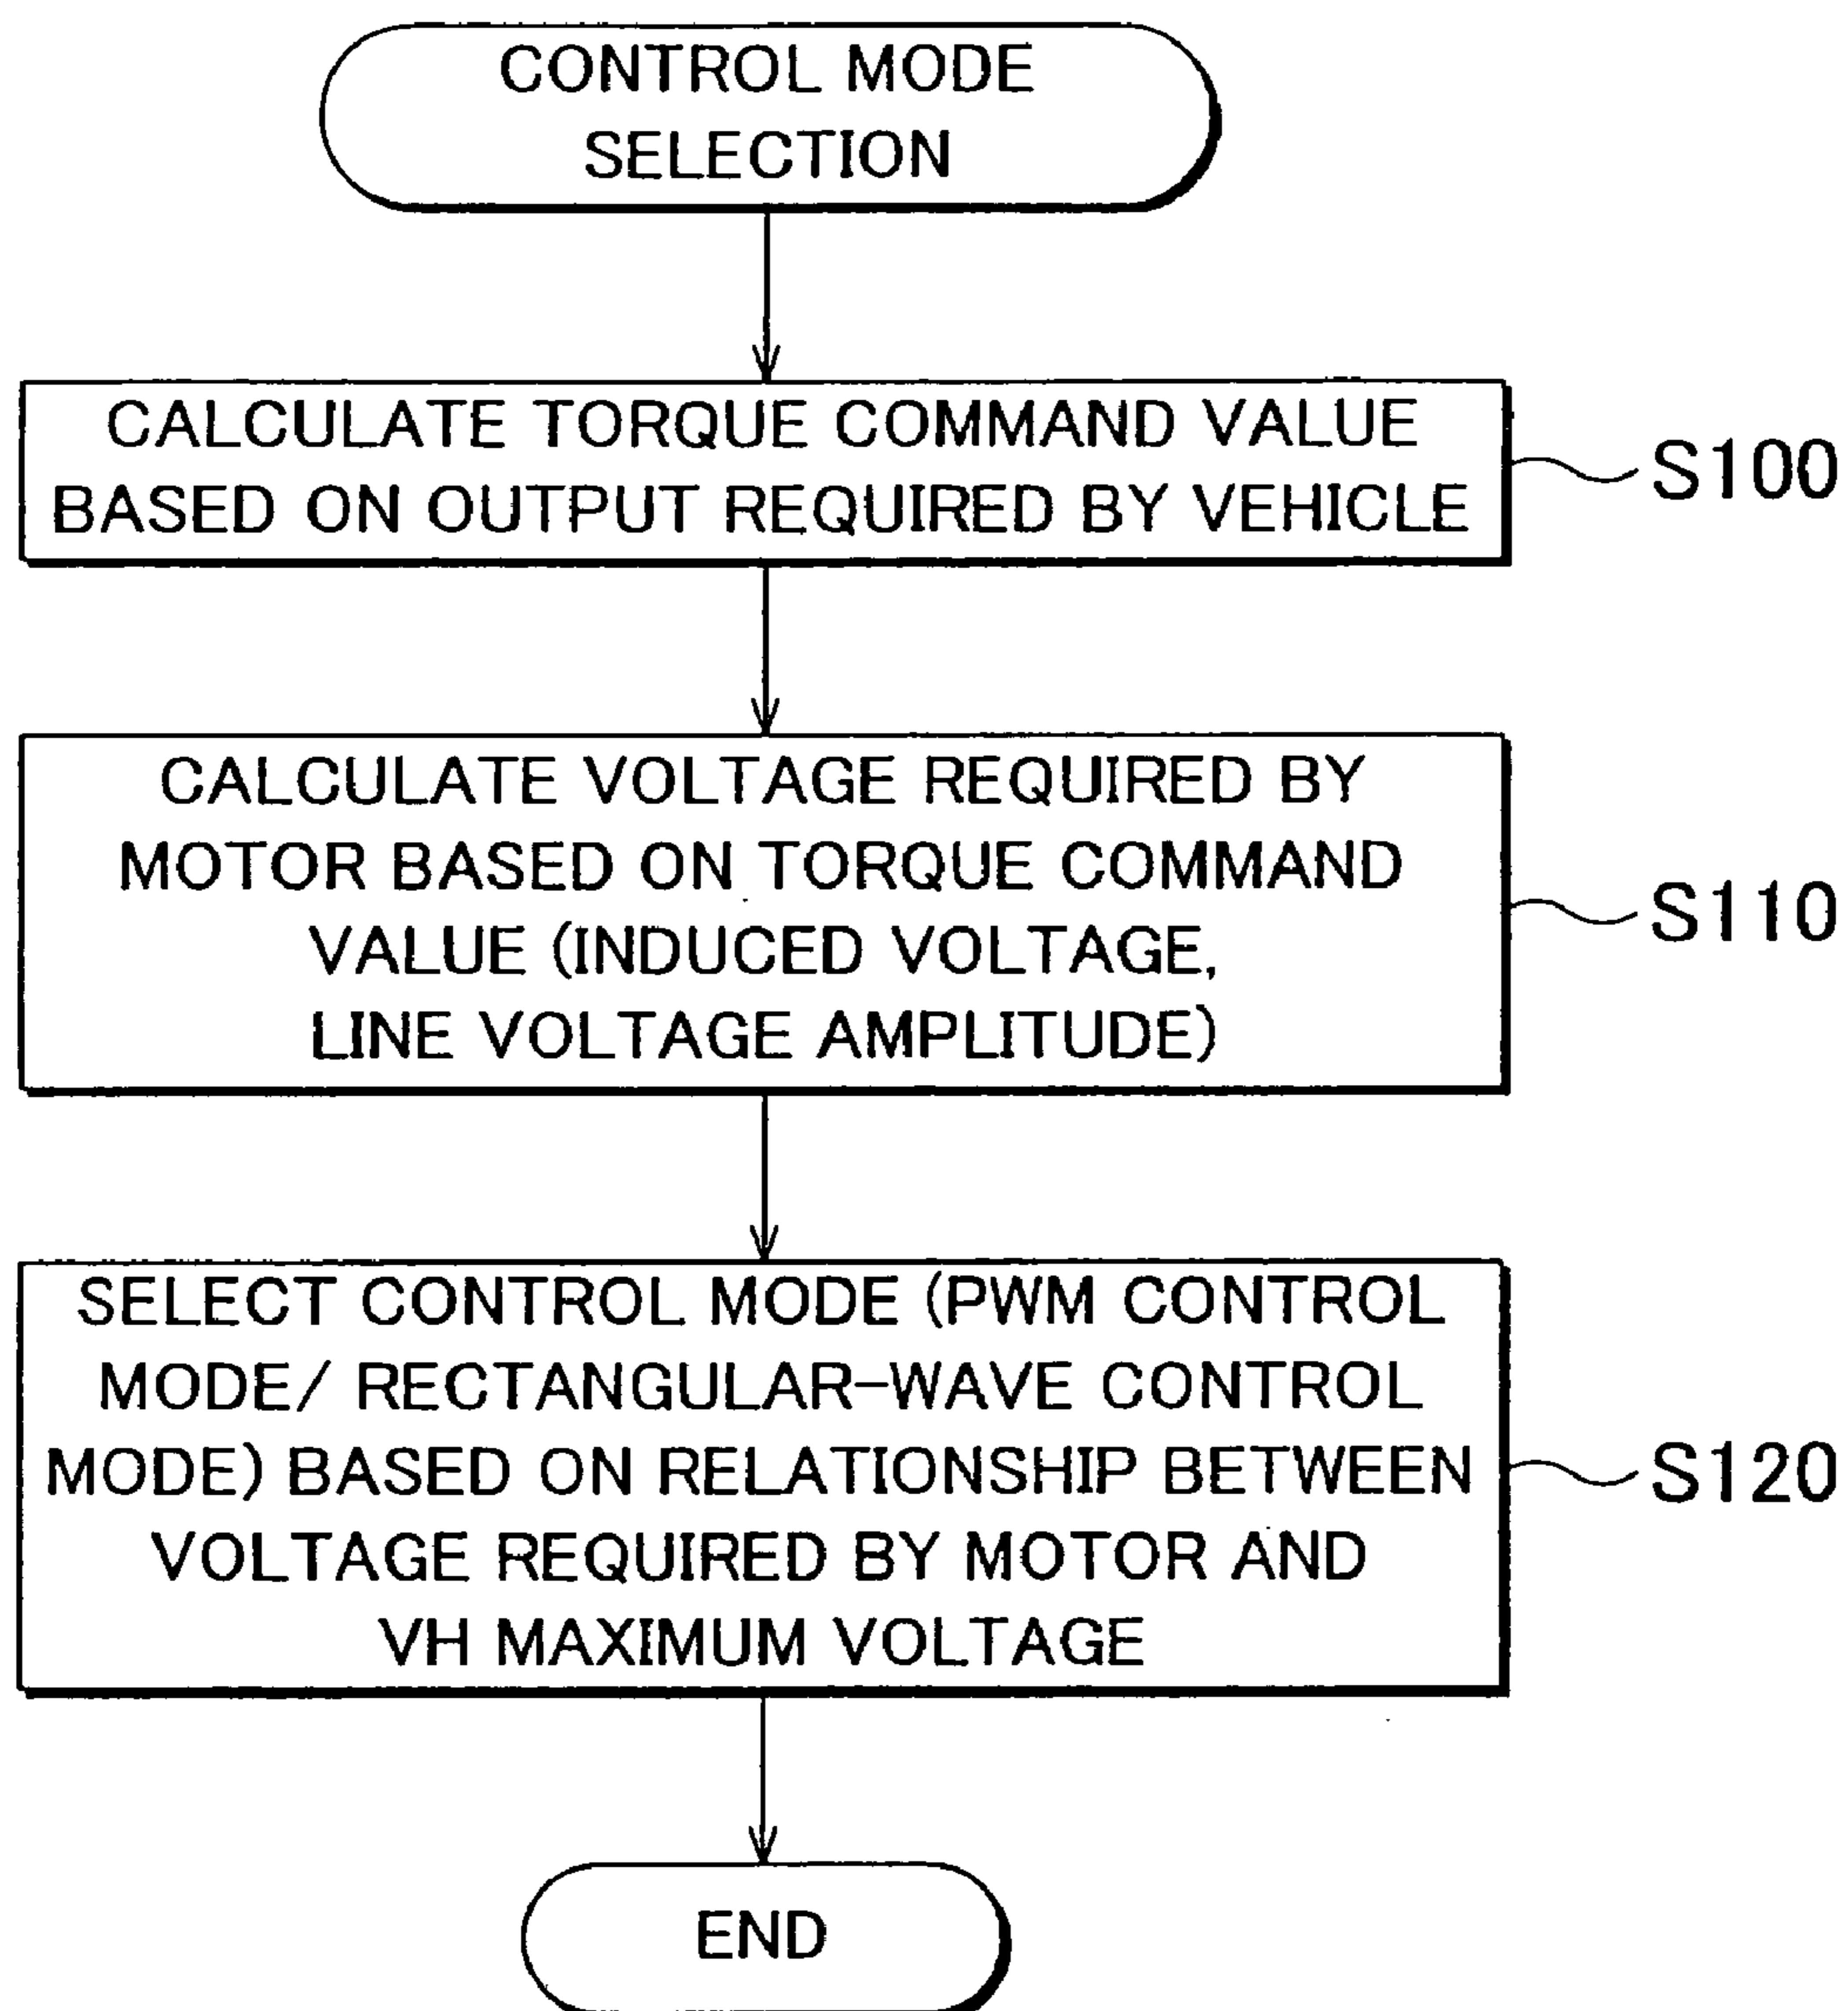 CONTROL MODE
SELECTION
CALCULATE TORQUE COMMAND VALUE
BASED ON OUTPUT REQUIRED BY VEHICLE
S100
CALCULATE VOLTAGE REQUIRED BY
MOTOR BASED ON TORQUE COMMAND
VALUE (INDUCED VOLTAGE,
LINE VOLTAGE AMPLITUDE)
S110
SELECT CONTROL MODE (PWM CONTROL
MODE/ RECTANGULAR-WAVE CONTROL
MODE) BASED ON RELATIONSHIP BETWEEN
VOLTAGE REQUIRED BY MOTOR AND
VH MAXIMUM VOLTAGE
S120
END